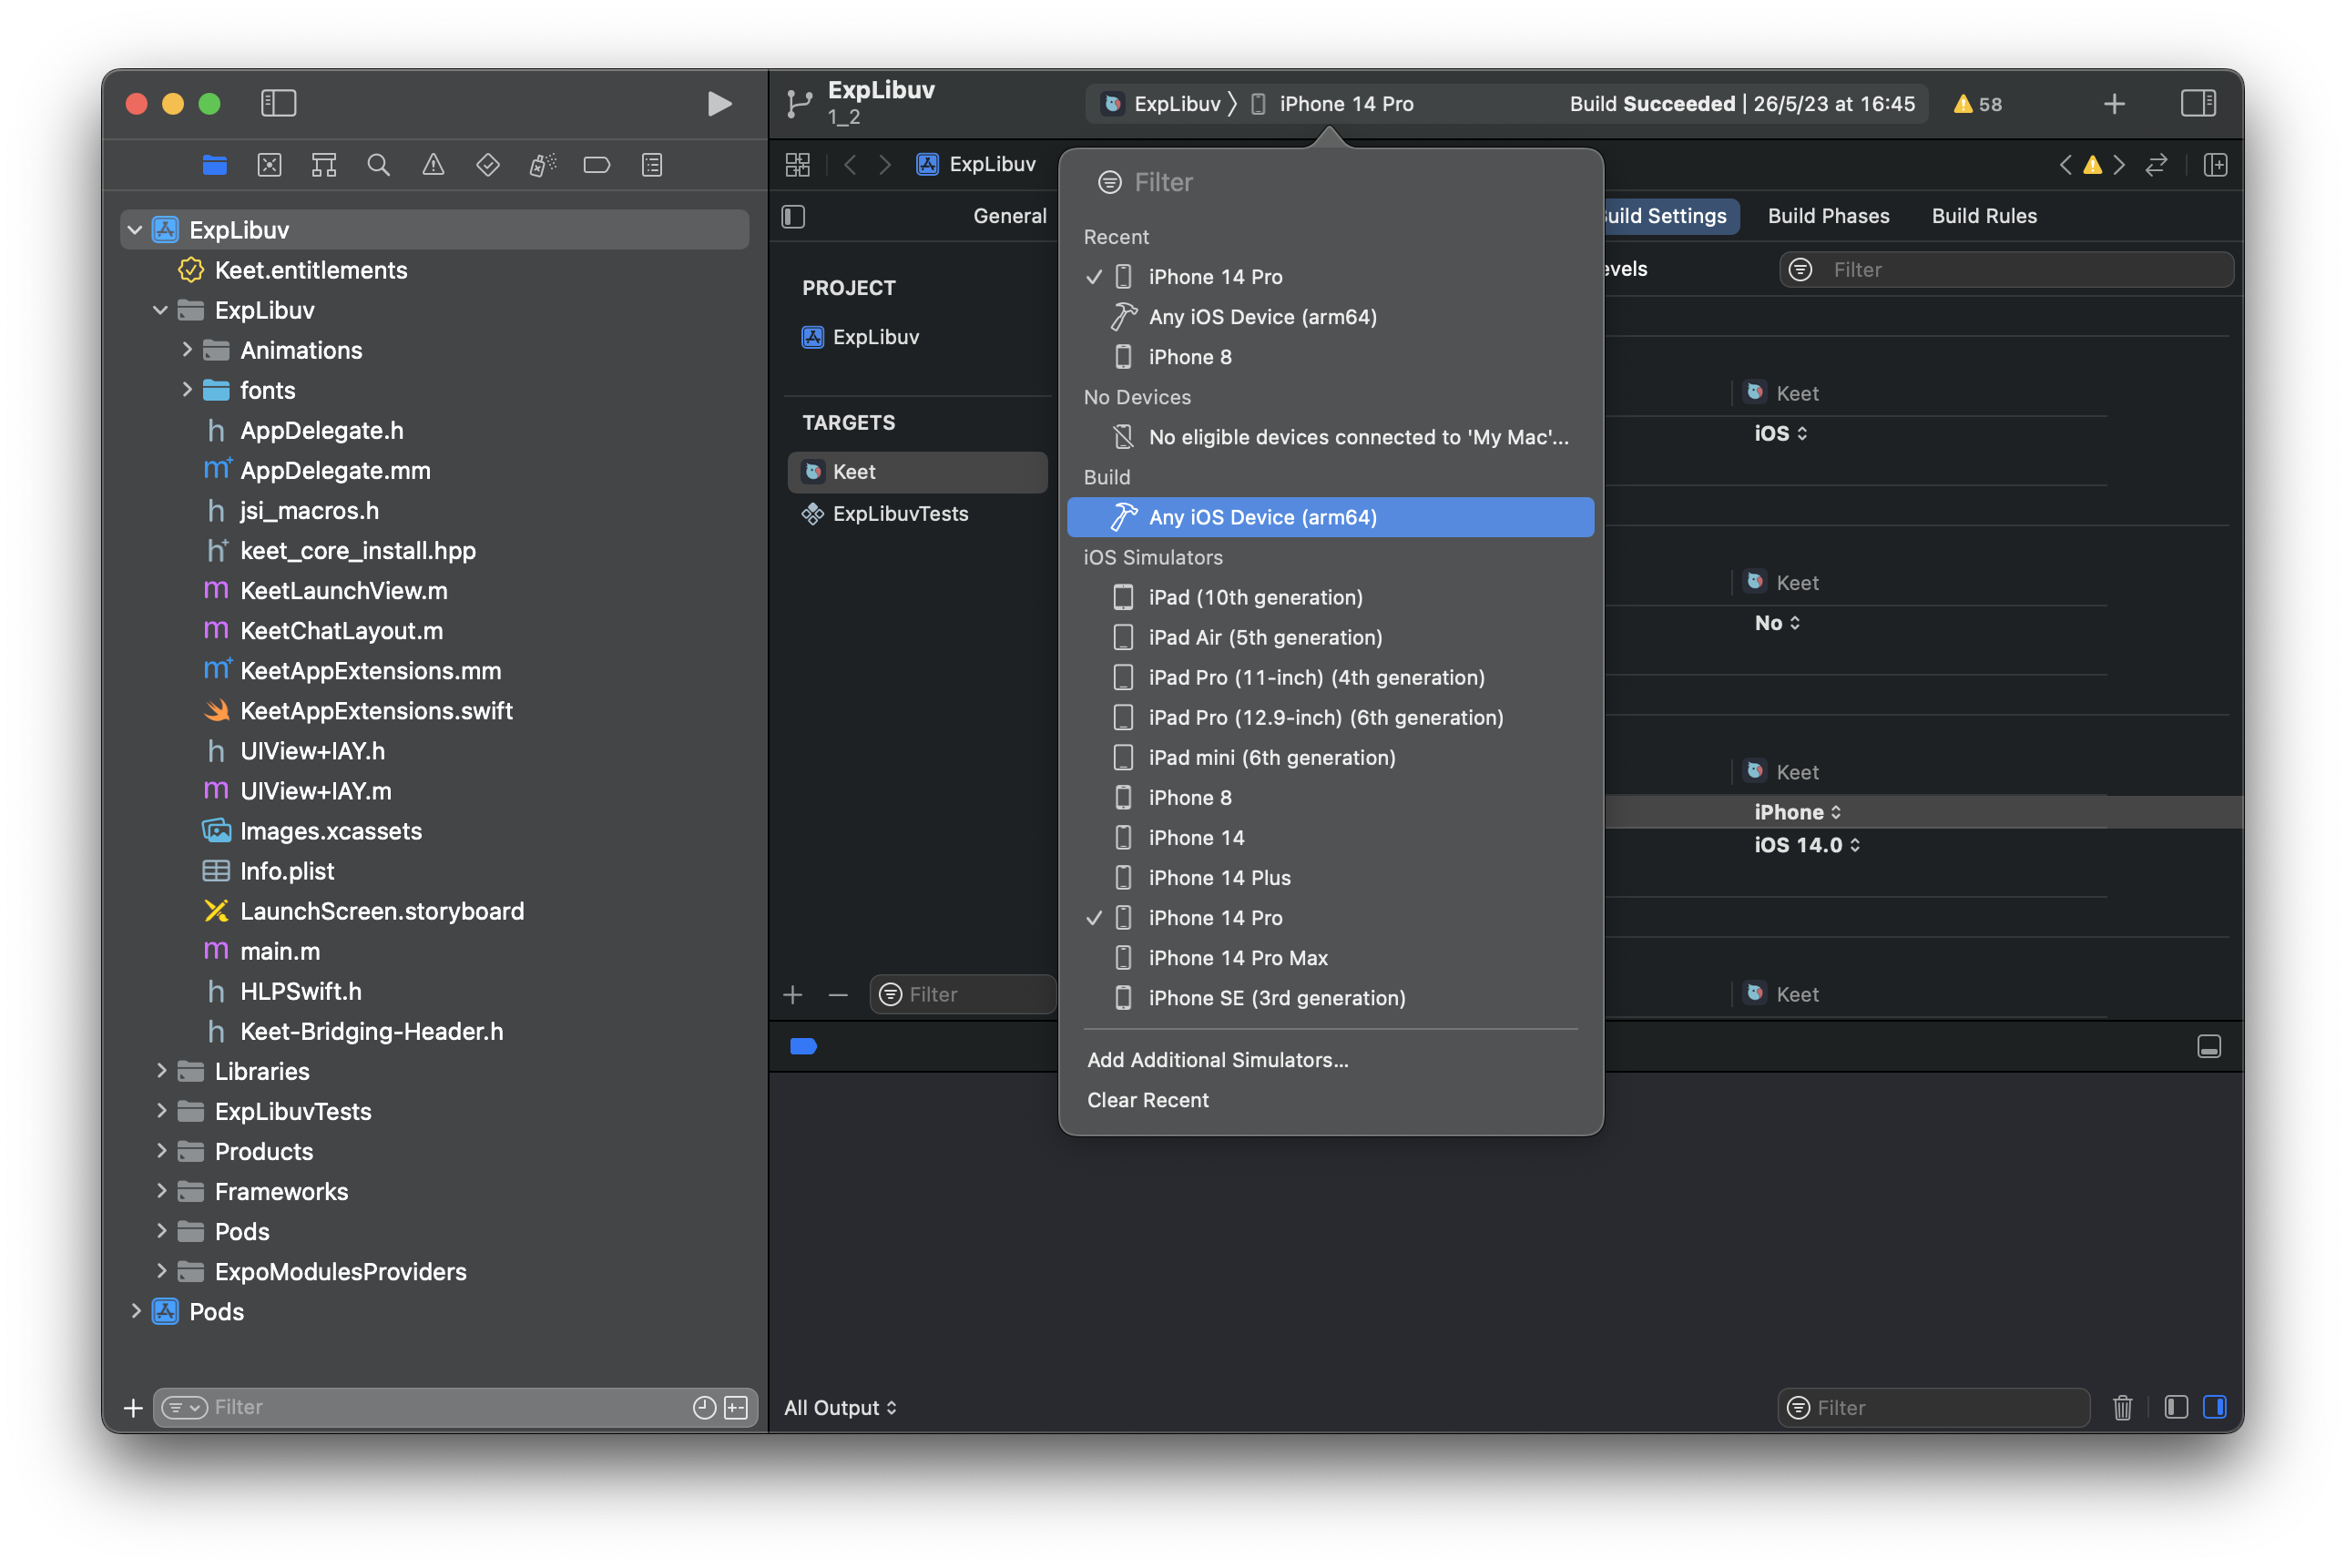 ExpLibuv
1_2
ExpLibuv
iPhone 14 Pro
Build Succeeded | 26/5/23 at 16:45
58
ExpLibuv
Keet.entitlements
ExpLibuv
Animations
fonts
AppDelegate.h
AppDelegate.mm
jsi_macros.h
keet_core_install.hpp
KeetLaunchView.m
KeetChatLayout.m
KeetAppExtensions.mm
KeetAppExtensions.swift
UIView+IAY.h
UIView+IAY.m
Images.xcassets
Info.plist
LaunchScreen.storyboard
main.m
HLPSwift.h
Keet-Bridging-Header.h
Libraries
ExpLibuvTests
Products
Frameworks
Pods
ExpoModulesProviders
Pods
Filter
ExpLibuv
General
PROJECT
ExpLibuv
TARGETS
Keet
ExpLibuvTests
Filter
Filter
Recent
iPhone 14 Pro
Any iOS Device (arm64)
iPhone 8
No Devices
No eligible devices connected to 'My Mac'...
Build
Any iOS Device (arm64)
iOS Simulators
iPad (10th generation)
iPad Air (5th generation)
iPad Pro (11-inch) (4th generation)
iPad Pro (12.9-inch) (6th generation)
iPad mini (6th generation)
iPhone 8
iPhone 14
iPhone 14 Plus
iPhone 14 Pro
iPhone 14 Pro Max
iPhone SE (3rd generation)
Add Additional Simulators...
Clear Recent
uild Settings
Build Phases
Build Rules
evels
Filter
Keet
iOS
Keet
No
Keet
iPhone
iOS 14.0
Keet
All Output
Filter